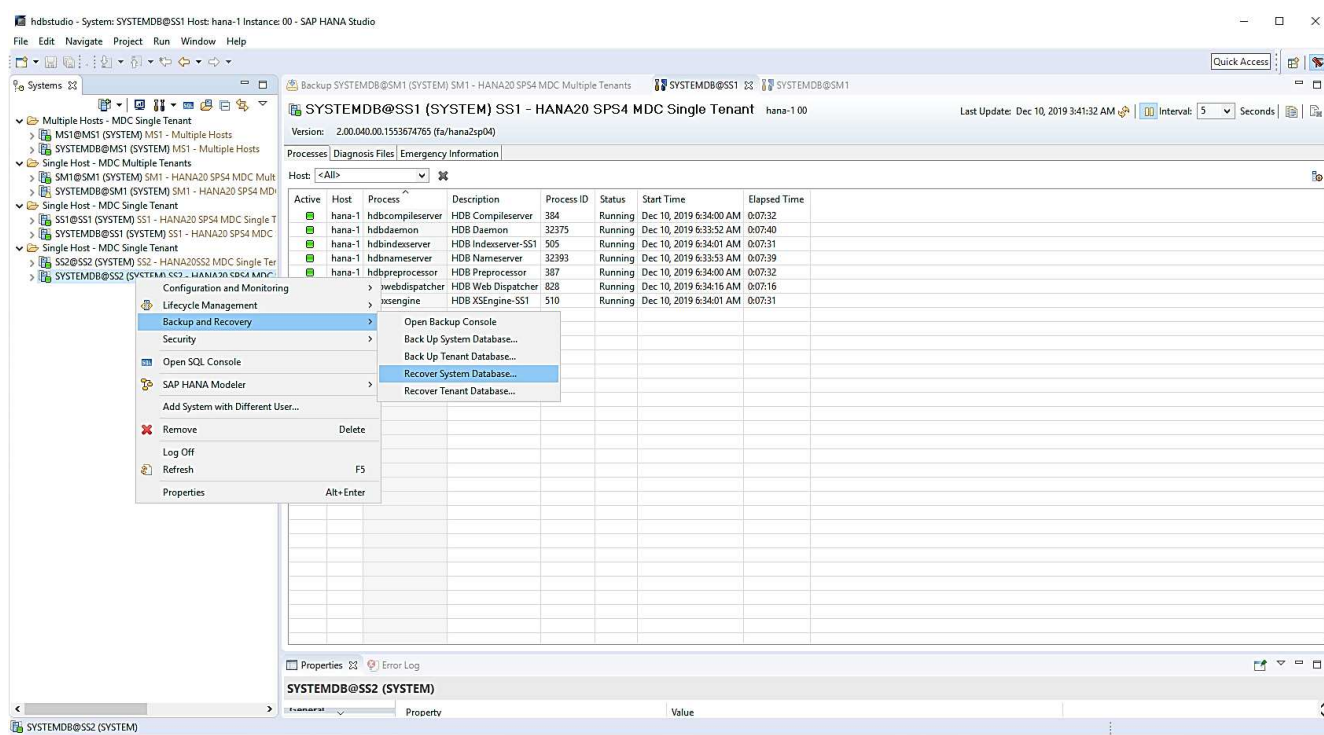 hdbstudio - System: SYSTEMDB@SS1 Host: hana-1 Instance: 00 - SAP HANA Studio
File Edit Navigate Project Run Window Help
Quick Access
Systems
Multiple Hosts - MDC Single Tenant
MS1@MS1 (SYSTEM) MS1 - Multiple Hosts
SYSTEMDB@MS1 (SYSTEM) MS1 - Multiple Hosts
Single Host - MDC Multiple Tenants
SM1@SM1 (SYSTEM) SM1 - HANA20 SPS4 MDC Mult
SYSTEMDB@SM1 (SYSTEM) SM1 - HANA20 SPS4 MD
Single Host - MDC Single Tenant
SS1@SS1 (SYSTEM) SS1 - HANA20 SPS4 MDC Single T
SYSTEMDB@SS1 (SYSTEM) SS1 - HANA20 SPS4 MDC
Single Host - MDC Single Tenant
SS2@SS2 (SYSTEM) SS2 - HANA20SS2 MDC Single Ter
SYSTEMDB@SS2 (SYSTEM) SS2 - HANA20 SPS4 MDC
Configuration and Monitoring
Lifecycle Management
Backup and Recovery
Security
Open SQL Console
SAP HANA Modeler
Add System with Different User...
Remove Delete
Log Off
Refresh F5
Properties Alt+Enter
Open Backup Console
Back Up System Database...
Back Up Tenant Database...
Recover System Database...
Recover Tenant Database...
Backup SYSTEMDB@SM1 (SYSTEM) SM1 - HANA20 SPS4 MDC Multiple Tenants SYSTEMDB@SS1 SYSTEMDB@SM1
SYSTEMDB@SS1 (SYSTEM) SS1 - HANA20 SPS4 MDC Single Tenant hana-1 00 Last Update: Dec 10, 2019 3:41:32 AM Interval: 5 Seconds
Version: 2.00.040.00.1553674765 (fa/hana2sp04)
Processes Diagnosis Files Emergency Information
Host: <All>
Active Host Process Description Process ID Status Start Time Elapsed Time
hana-1 hdbcompileserver HDB Compileserver 384 Running Dec 10, 2019 6:34:00 AM 0:07:32
hana-1 hdbdaemon HDB Daemon 32375 Running Dec 10, 2019 6:33:52 AM 0:07:40
hana-1 hdbindexserver HDB Indexserver-SS1 505 Running Dec 10, 2019 6:34:01 AM 0:07:31
hana-1 hdbnameserver HDB Nameserver 32393 Running Dec 10, 2019 6:33:53 AM 0:07:39
hana-1 hdbpreprocessor HDB Preprocessor 387 Running Dec 10, 2019 6:34:00 AM 0:07:32
webdispatcher HDB Web Dispatcher 828 Running Dec 10, 2019 6:34:16 AM 0:07:16
xsengine HDB XSEngine-SS1 510 Running Dec 10, 2019 6:34:01 AM 0:07:31
Properties Error Log
SYSTEMDB@SS2 (SYSTEM)
General Property Value
SYSTEMDB@SS2 (SYSTEM)